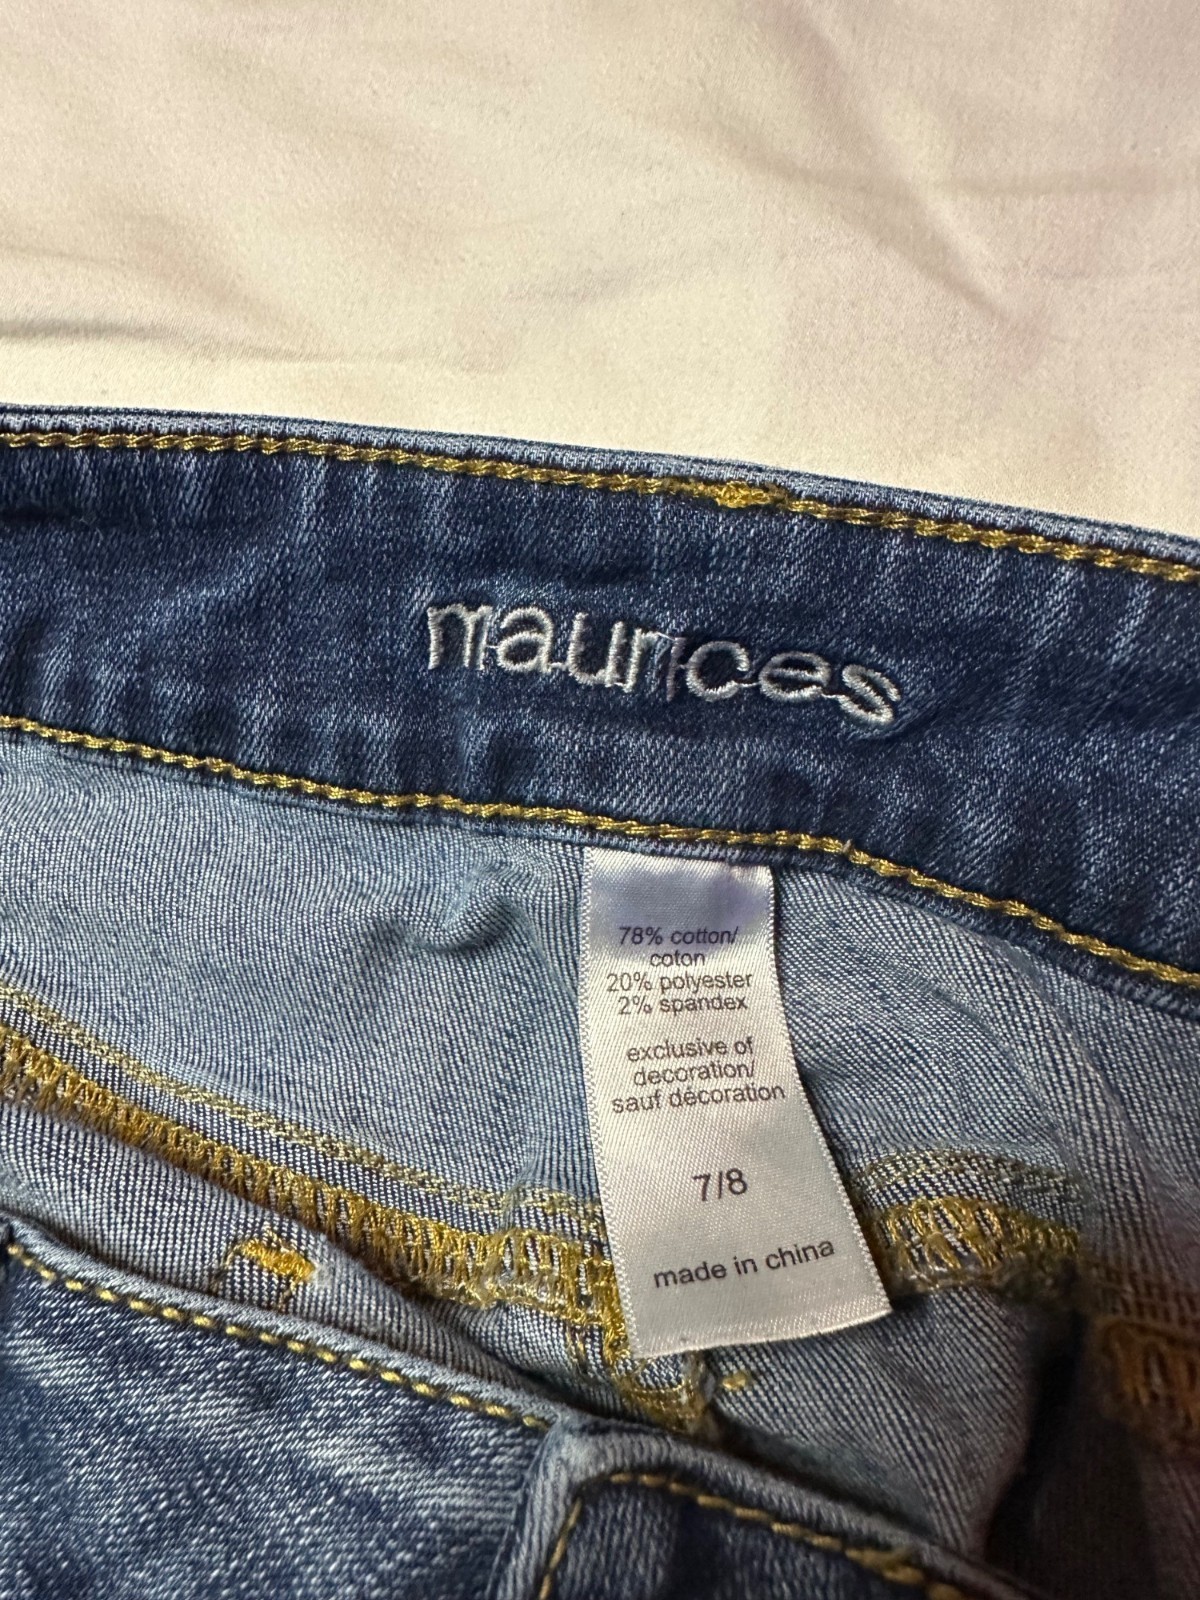 maurices
78% cotton/
coton
20% polyester
2% spandex
exclusive of
decoration/
sauf décoration
7/8
made in china